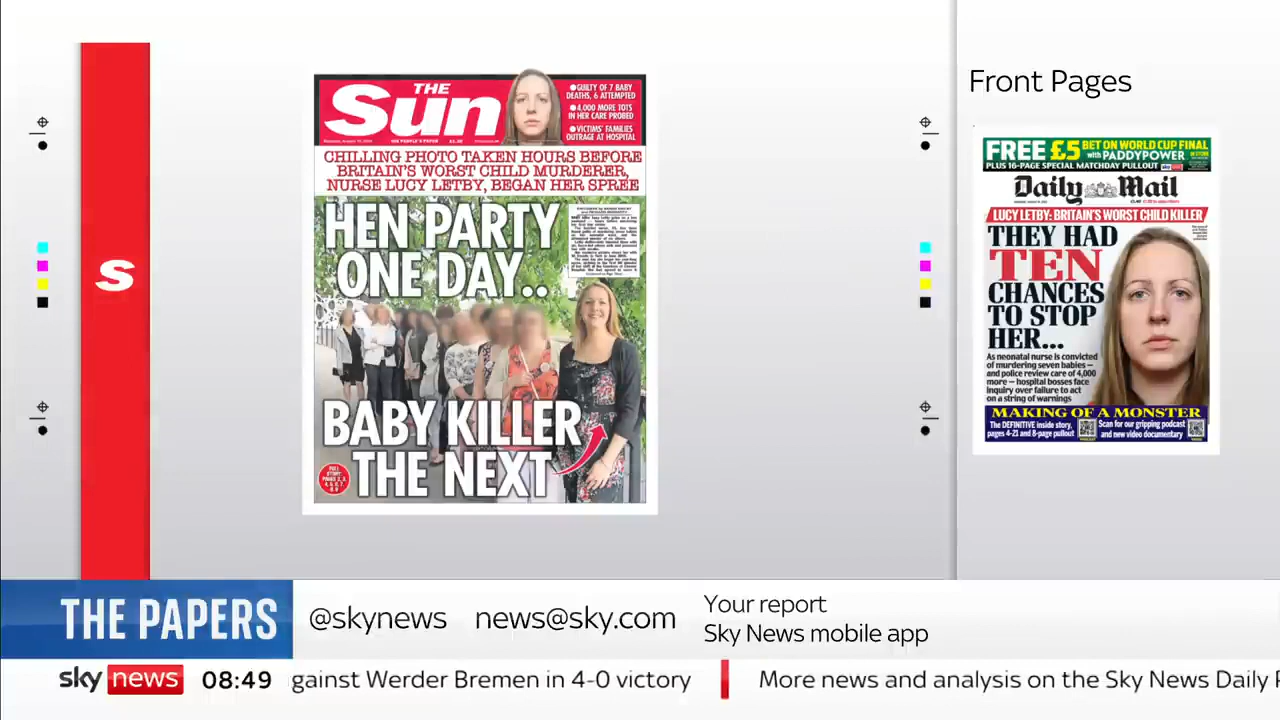 THE
Sun
GUILTY OF 7 BABY
DEATHS, 6 ATTEMPTED
4,000 MORE TOTS
IN HER CARE PROBED
VICTIMS' FAMILIES
OUTRAGE AT HOSPITAL
CHILLING PHOTO TAKEN HOURS BEFORE
BRITAIN'S WORST CHILD MURDERER,
NURSE LUCY LETBY, BEGAN HER SPREE
HEN PARTY
ONE DAY..
BABY KILLER
THE NEXT
FULL
STORY
S
Front Pages
FREE £5 BET ON WORLD CUP FINAL
with PADDYPOWER
PLUS 16-PAGE SPECIAL MATCHDAY PULLOUT
Daily Mail
LUCY LETBY: BRITAIN'S WORST CHILD KILLER
THEY HAD
TEN
CHANCES
TO STOP
HER...
As neonatal nurse is convicted
of murdering seven babies –
and police review care of 4,000
more – hospital bosses face
inquiry over failure to act
on a string of warnings
MAKING OF A MONSTER
The DEFINITIVE inside story,
pages 4-21 and 8-page pullout
Scan for our gripping podcast
and new video documentary
THE PAPERS
@skynews news@sky.com
Your report
Sky News mobile app
sky news 08:49 gainst Werder Bremen in 4-0 victory More news and analysis on the Sky News Daily